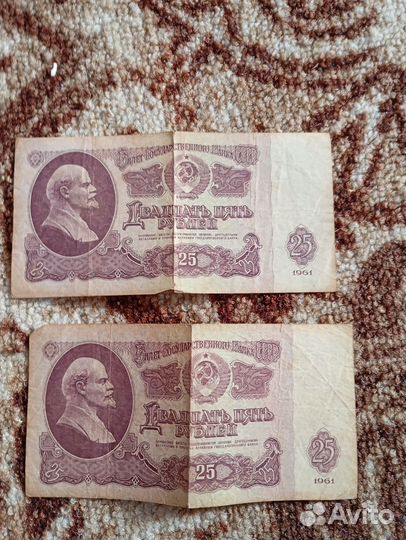 Билет Государственного Банка СССР
Двадцать пять
рублей
25
25
1961
Билет Государственного Банка СССР
Двадцать пять
рублей
25
25
1961
Avito